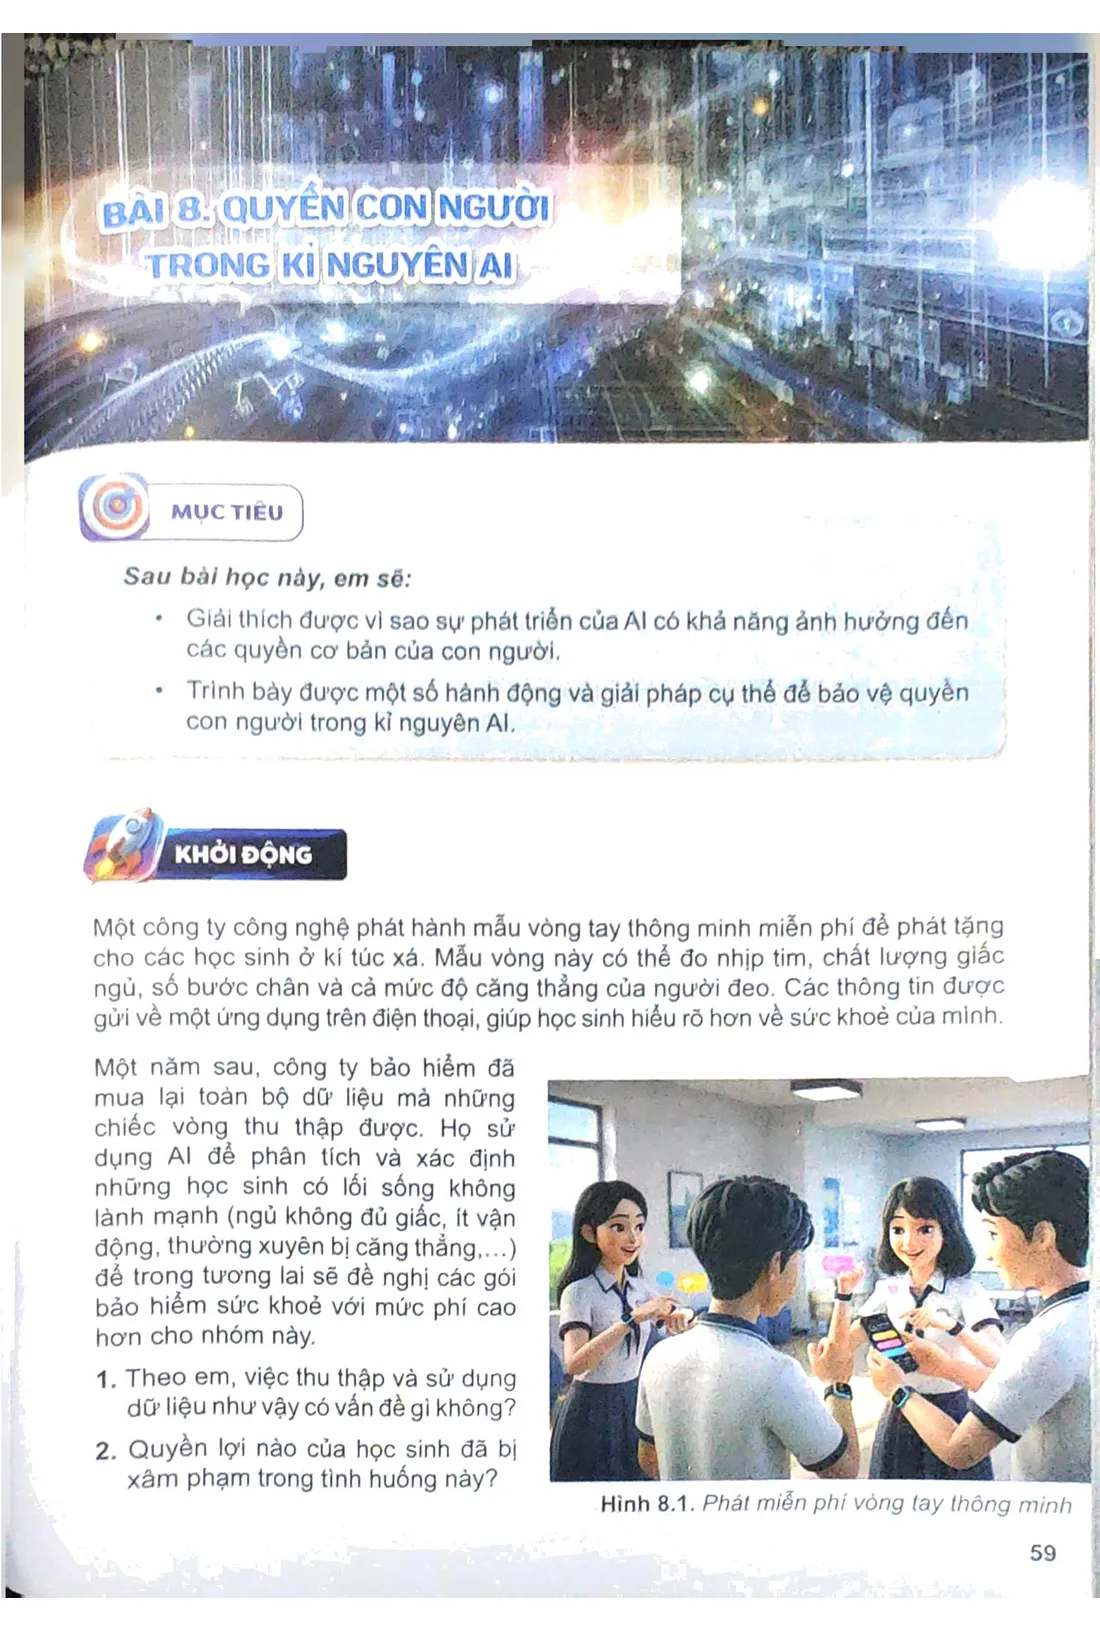 BÀI 8. QUYỀN CON NGƯỜI
TRONG KỈ NGUYÊN AI
MỤC TIÊU
Sau bài học này, em sẽ:
• Giải thích được vì sao sự phát triển của AI có khả năng ảnh hưởng đến
các quyền cơ bản của con người.
• Trình bày được một số hành động và giải pháp cụ thể để bảo vệ quyền
con người trong kỉ nguyên AI.
KHỞI ĐỘNG
Một công ty công nghệ phát hành mẫu vòng tay thông minh miễn phí để phát tặng
cho các học sinh ở kí túc xá. Mẫu vòng này có thể đo nhịp tim, chất lượng giấc
ngủ, số bước chân và cả mức độ căng thẳng của người đeo. Các thông tin được
gửi về một ứng dụng trên điện thoại, giúp học sinh hiểu rõ hơn về sức khoẻ của mình.
Một năm sau, công ty bảo hiểm đã
mua lại toàn bộ dữ liệu mà những
chiếc vòng thu thập được. Họ sử
dụng AI để phân tích và xác định
những học sinh có lối sống không
lành mạnh (ngủ không đủ giấc, ít vận
động, thường xuyên bị căng thẳng,...)
để trong tương lai sẽ đề nghị các gói
bảo hiểm sức khoẻ với mức phí cao
hơn cho nhóm này.
1. Theo em, việc thu thập và sử dụng
dữ liệu như vậy có vấn đề gì không?
2. Quyền lợi nào của học sinh đã bị
xâm phạm trong tình huống này?
Hình 8.1. Phát miễn phí vòng tay thông minh
59